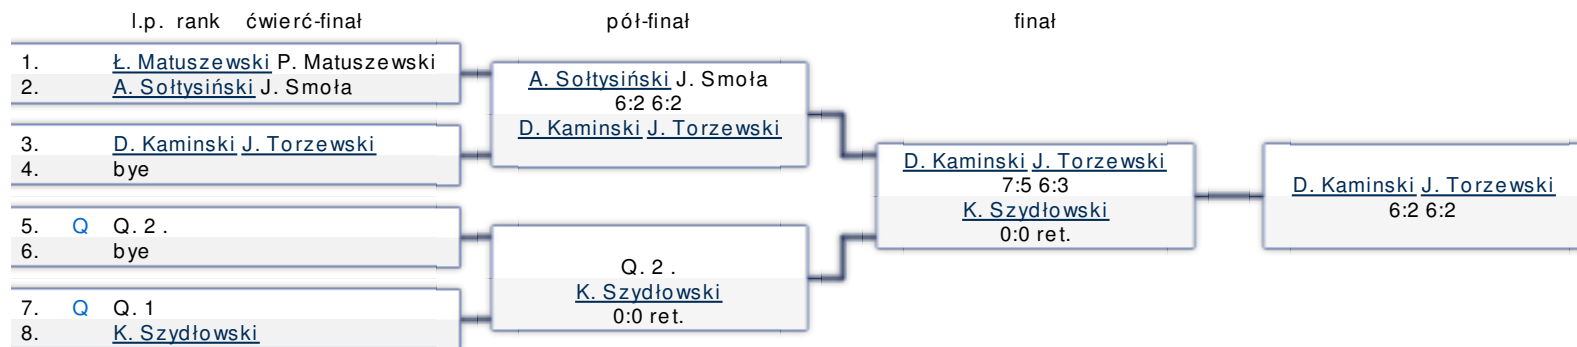 l.p. rank ćwierć-finał pół-finał finał
1. Ł. Matuszewski P. Matuszewski
2. A. Sołtysiński J. Smoła
3. D. Kaminski J. Torzewski
4. bye
5. Q Q. 2 .
6. bye
7. Q Q. 1
8. K. Szydłowski
A. Sołtysiński J. Smoła
6:2 6:2
D. Kaminski J. Torzewski
Q. 2 .
K. Szydłowski
0:0 ret.
D. Kaminski J. Torzewski
7:5 6:3
K. Szydłowski
0:0 ret.
D. Kaminski J. Torzewski
6:2 6:2